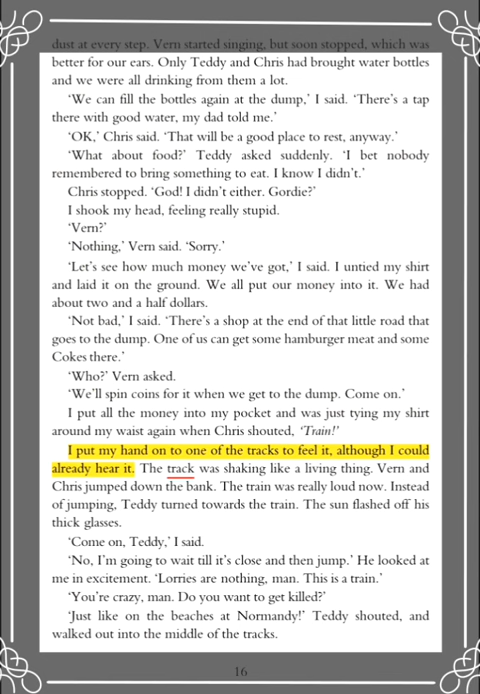 dust at every step. Vern started singing, but soon stopped, which was
better for our ears. Only Teddy and Chris had brought water bottles
and we were all drinking from them a lot.
‘We can fill the bottles again at the dump,’ I said. ‘There’s a tap
there with good water, my dad told me.’
‘OK,’ Chris said. ‘That will be a good place to rest, anyway.’
‘What about food?’ Teddy asked suddenly. ‘I bet nobody
remembered to bring something to eat. I know I didn’t.’
Chris stopped. ‘God! I didn’t either. Gordie?’
I shook my head, feeling really stupid.
‘Vern?’
‘Nothing,’ Vern said. ‘Sorry.’
‘Let’s see how much money we’ve got,’ I said. I untied my shirt
and laid it on the ground. We all put our money into it. We had
about two and a half dollars.
‘Not bad,’ I said. ‘There’s a shop at the end of that little road that
goes to the dump. One of us can get some hamburger meat and some
Cokes there.’
‘Who?’ Vern asked.
‘We’ll spin coins for it when we get to the dump. Come on.’
I put all the money into my pocket and was just tying my shirt
around my waist again when Chris shouted, ‘Train!’
I put my hand on to one of the tracks to feel it, although I could
already hear it. The track was shaking like a living thing. Vern and
Chris jumped down the bank. The train was really loud now. Instead
of jumping, Teddy turned towards the train. The sun flashed off his
thick glasses.
‘Come on, Teddy,’ I said.
‘No, I’m going to wait till it’s close and then jump.’ He looked at
me in excitement. ‘Lorries are nothing, man. This is a train.’
‘You’re crazy, man. Do you want to get killed?’
‘Just like on the beaches at Normandy!’ Teddy shouted, and
walked out into the middle of the tracks.
16